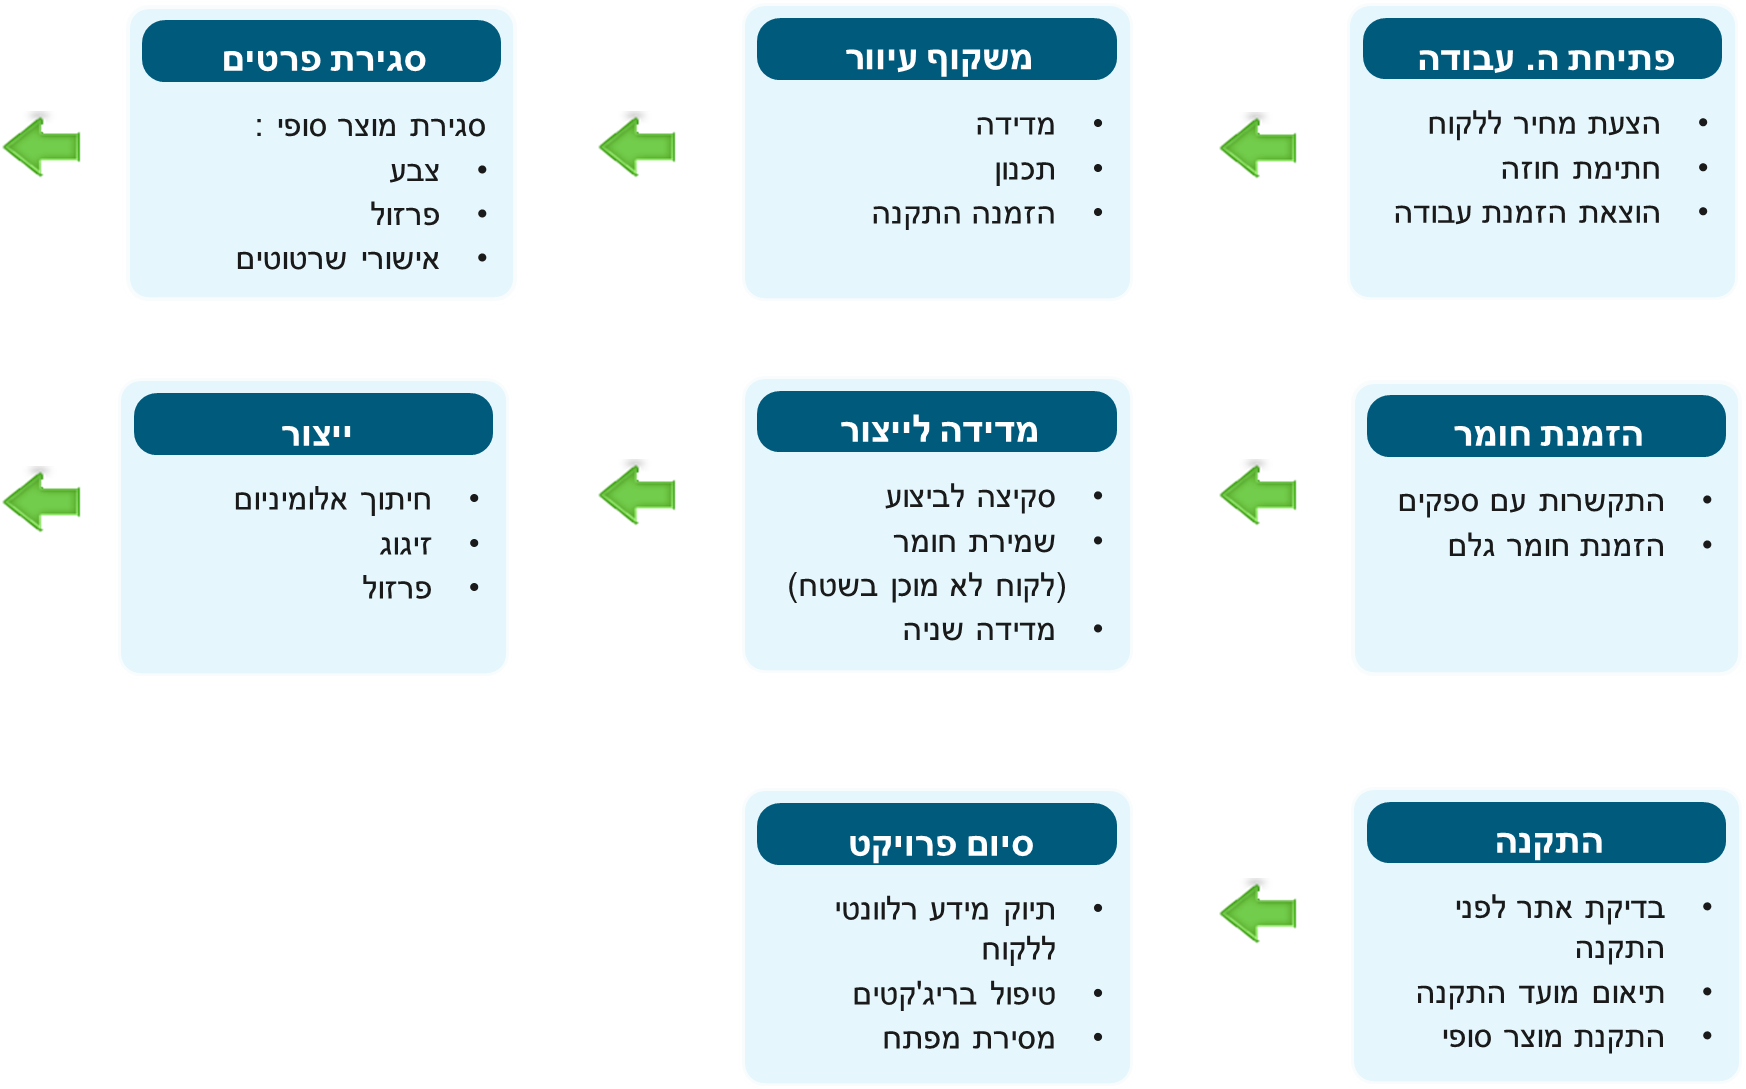 פתיחת ה. עבודה
• הצעת מחיר ללקוח
• חתימת חוזה
• הוצאת הזמנת עבודה
משקוף עיוור
• מדידה
• תכנון
• הזמנה התקנה
סגירת פרטים
סגירת מוצר סופי :
• צבע
• פרזול
• אישורי שרטוטים
הזמנת חומר
• התקשרות עם ספקים
• הזמנת חומר גלם
מדידה לייצור
• סקיצה לביצוע
• שמירת חומר
(לקוח לא מוכן בשטח)
• מדידה שניה
ייצור
• חיתוך אלומיניום
• זיגוג
• פרזול
התקנה
• בדיקת אתר לפני
התקנה
• תיאום מועד התקנה
• התקנת מוצר סופי
סיום פרויקט
• תיוק מידע רלוונטי
ללקוח
• טיפול בריג'קטים
• מסירת מפתח